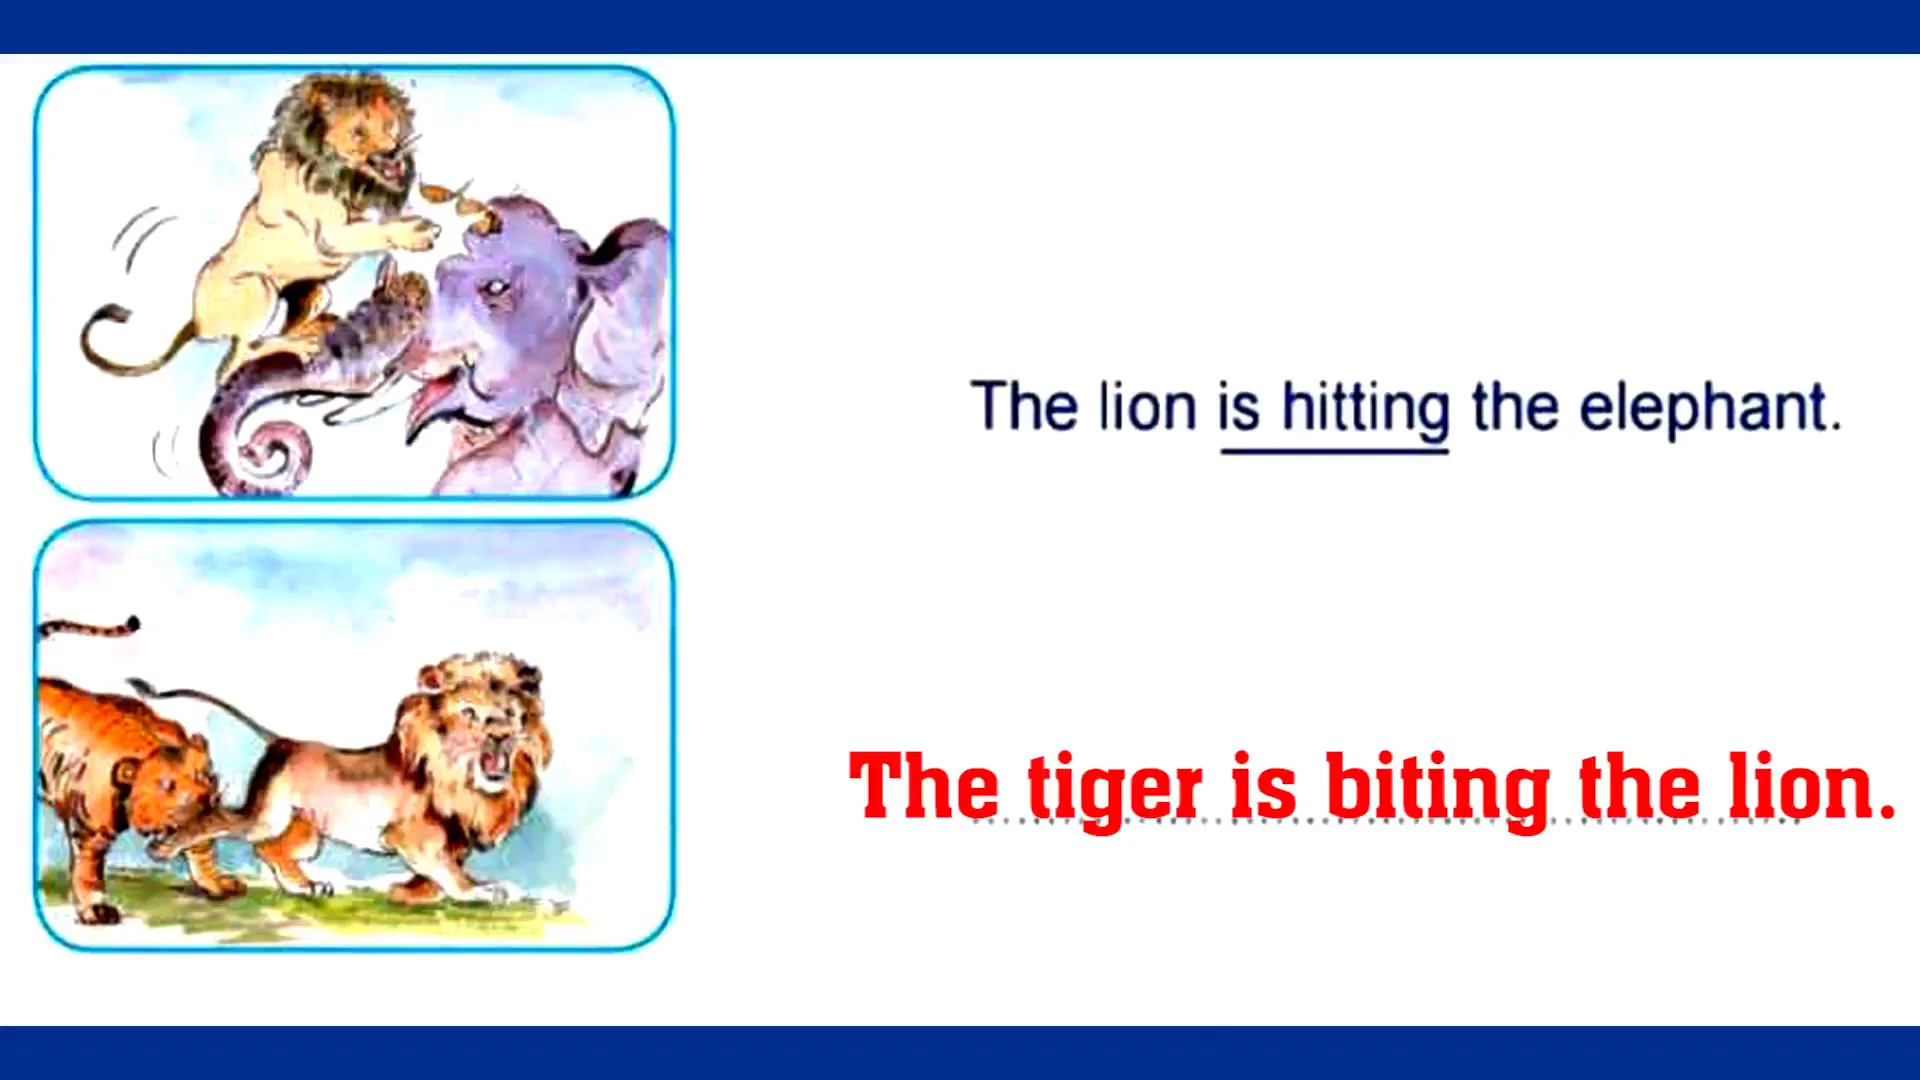 The lion is hitting the elephant.
The tiger is biting the lion.